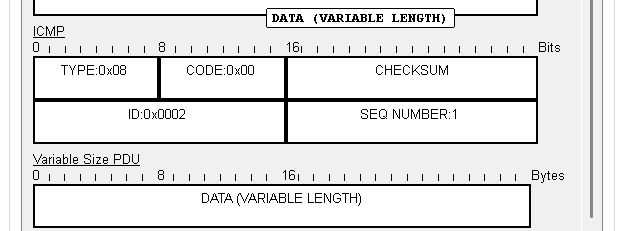 DATA (VARIABLE LENGTH)
ICMP
0 8 16 Bits
TYPE:0x08 CODE:0x00 CHECKSUM
ID:0x0002 SEQ NUMBER:1
Variable Size PDU
0 8 16 Bytes
DATA (VARIABLE LENGTH)